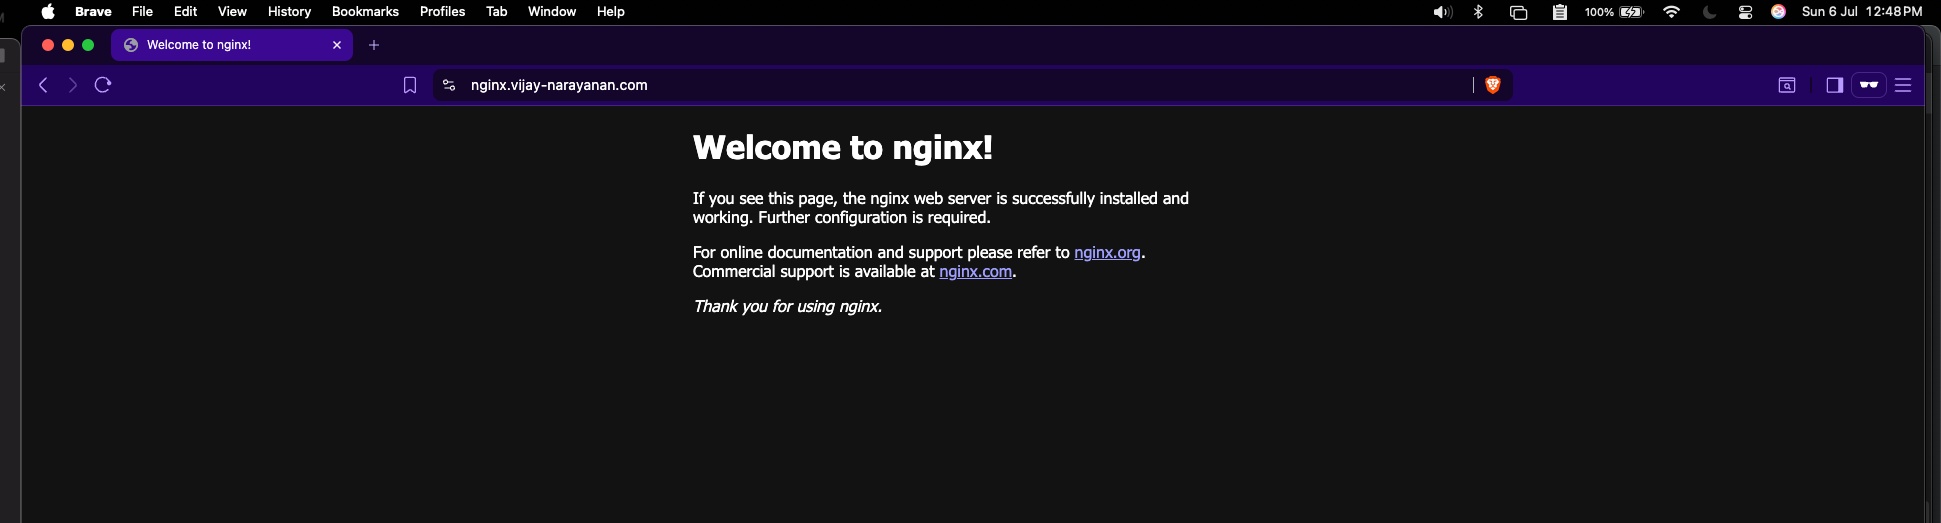 Brave File Edit View History Bookmarks Profiles Tab Window Help 100% Sun 6 Jul 12:48 PM
Welcome to nginx!
nginx.vijay-narayanan.com
Welcome to nginx!
If you see this page, the nginx web server is successfully installed and
working. Further configuration is required.
For online documentation and support please refer to nginx.org.
Commercial support is available at nginx.com.
Thank you for using nginx.